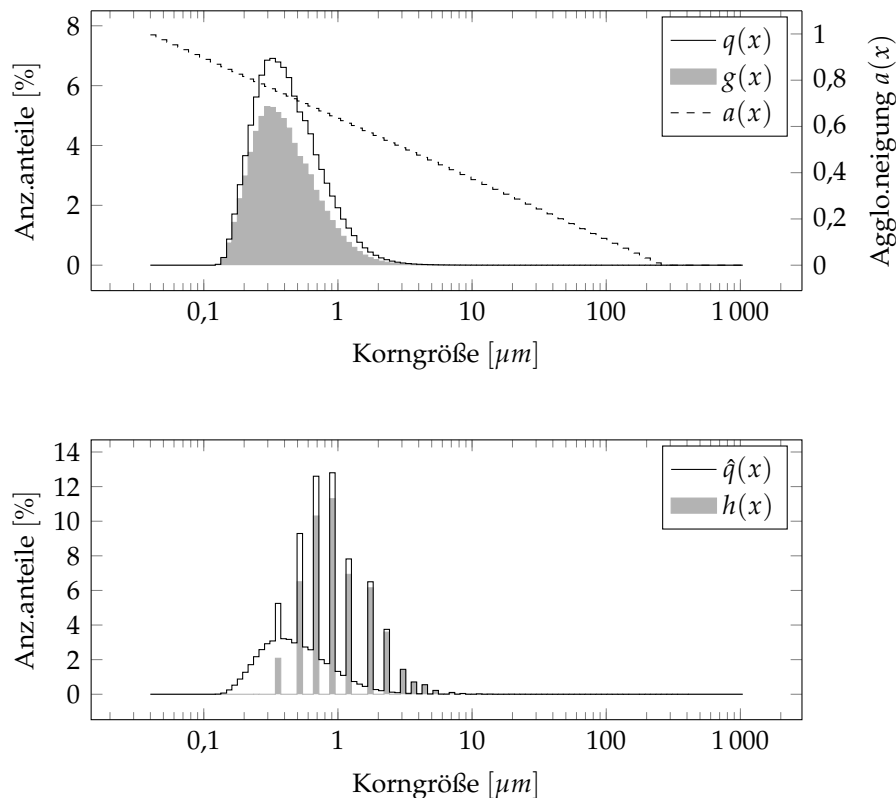 8
6
4
2
0
Anz.anteile [%]
1
0,8
0,6
0,4
0,2
0
Agglo.neigung a(x)
q(x)
g(x)
a(x)
0,1 1 10 100 1 000
Korngröße [μm]
14
12
10
8
6
4
2
0
Anz.anteile [%]
q̂(x)
h(x)
0,1 1 10 100 1 000
Korngröße [μm]